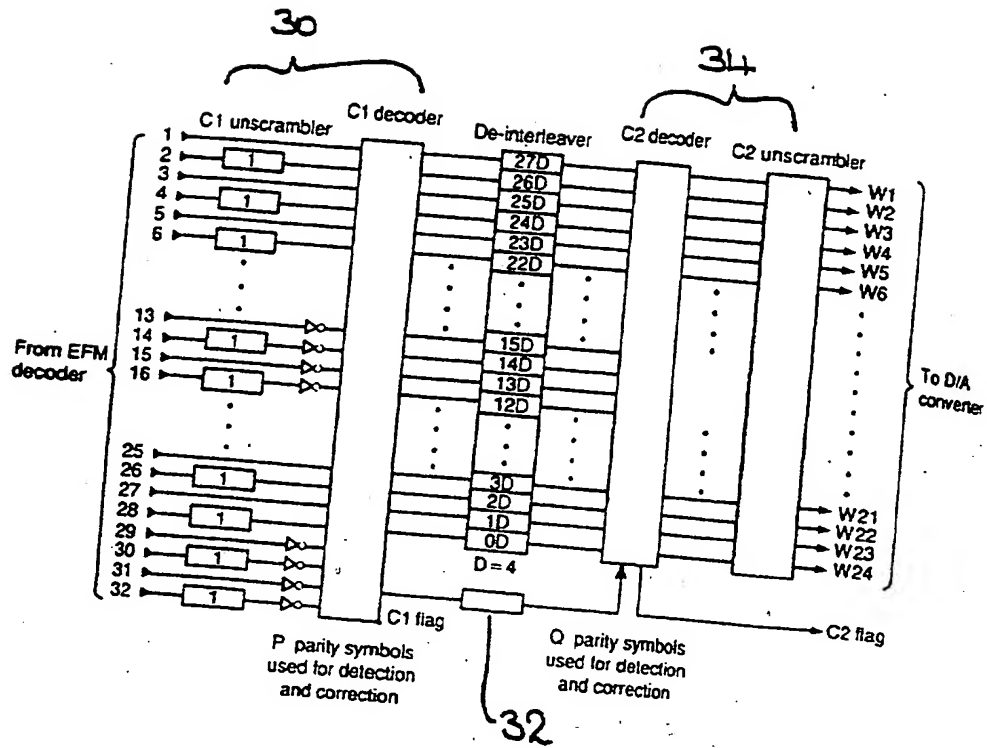 30
34
C1 unscrambler
C1 decoder
De-interleaver
C2 decoder
C2 unscrambler
1
2
3
4
5
6
13
14
15
16
25
26
27
28
29
30
31
32
1
1
1
1
1
1
1
1
1
From EFM
decoder
27D
26D
25D
24D
23D
22D
15D
14D
13D
12D
3D
2D
1D
0D
D = 4
W1
W2
W3
W4
W5
W6
W21
W22
W23
W24
To D/A
converter
C1 flag
C2 flag
P parity symbols
used for detection
and correction
Q parity symbols
used for detection
and correction
32